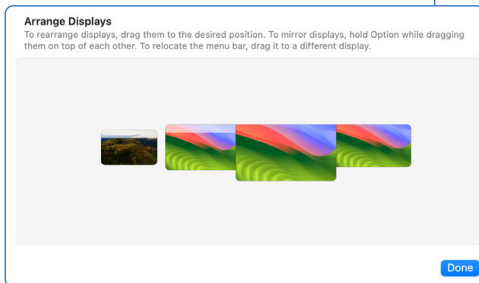 Arrange Displays
To rearrange displays, drag them to the desired position. To mirror displays, hold Option while dragging
them on top of each other. To relocate the menu bar, drag it to a different display.
Done